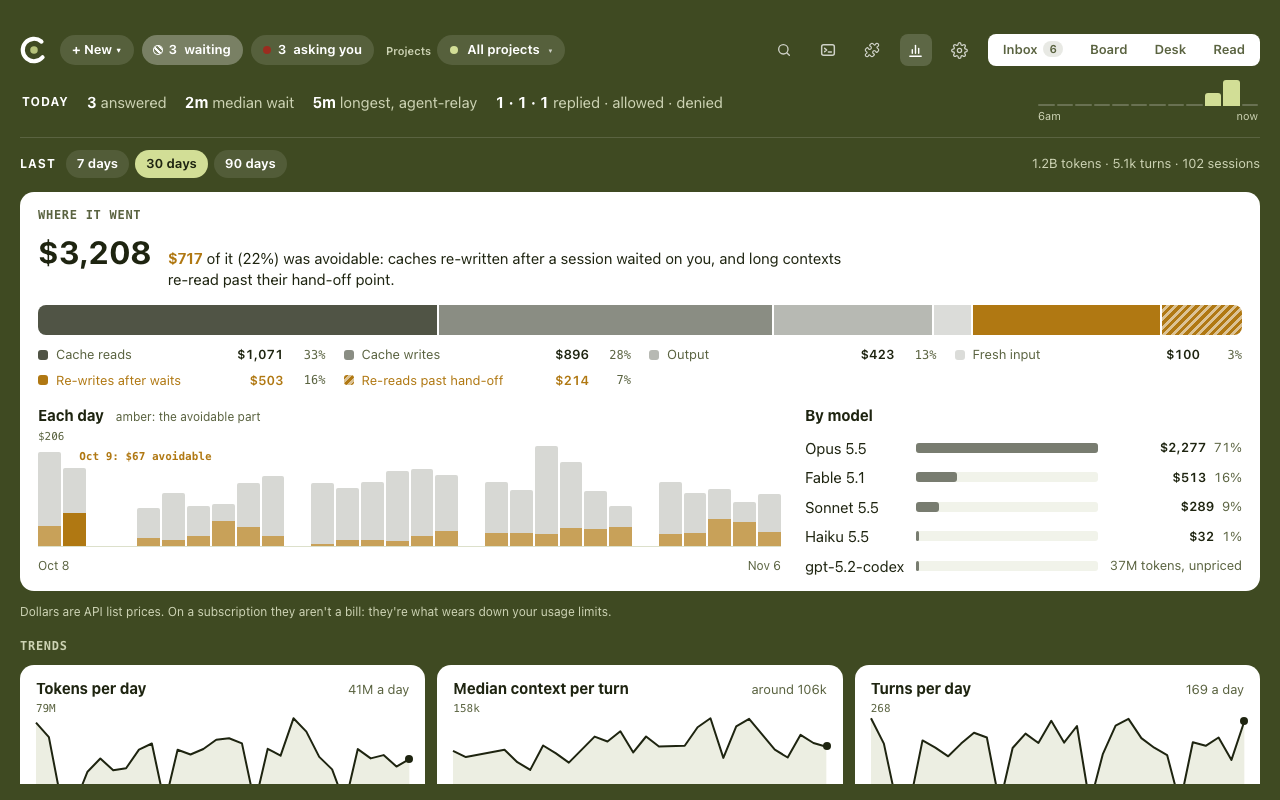 + New ▾
3 waiting
3 asking you
Projects
All projects
Inbox 6
Board
Desk
Read
TODAY 3 answered 2m median wait 5m longest, agent-relay 1 · 1 · 1 replied · allowed · denied
6am now
LAST 7 days 30 days 90 days
1.2B tokens · 5.1k turns · 102 sessions
WHERE IT WENT
$3,208
$717 of it (22%) was avoidable: caches re-written after a session waited on you, and long contexts
re-read past their hand-off point.
Cache reads $1,071 33%
Cache writes $896 28%
Output $423 13%
Fresh input $100 3%
Re-writes after waits $503 16%
Re-reads past hand-off $214 7%
Each day amber: the avoidable part
$206
Oct 9: $67 avoidable
Oct 8 Nov 6
By model
Opus 5.5 $2,277 71%
Fable 5.1 $513 16%
Sonnet 5.5 $289 9%
Haiku 5.5 $32 1%
gpt-5.2-codex 37M tokens, unpriced
Dollars are API list prices. On a subscription they aren't a bill: they're what wears down your usage limits.
TRENDS
Tokens per day 41M a day
79M
Median context per turn around 106k
158k
Turns per day 169 a day
268